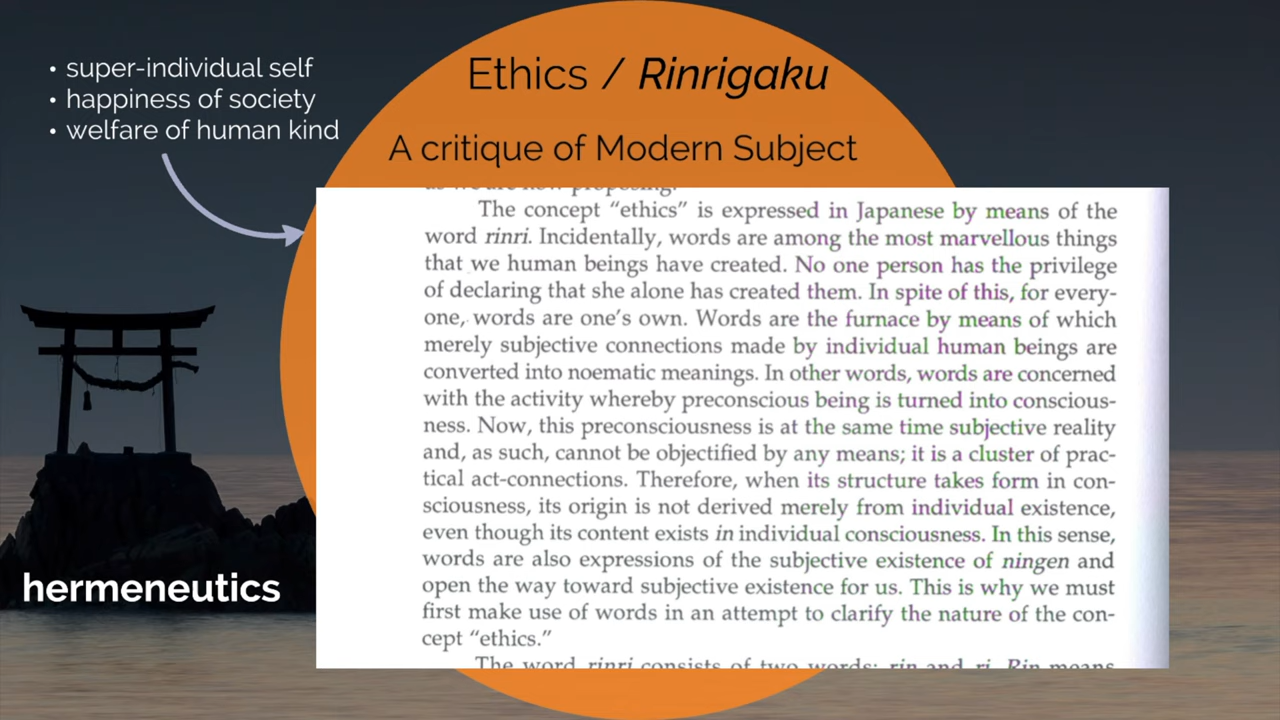 • super-individual self
• happiness of society
• welfare of human kind
Ethics / Rinrigaku
A critique of Modern Subject
hermeneutics
as we are now proposing.
The concept “ethics” is expressed in Japanese by means of the
word rinri. Incidentally, words are among the most marvellous things
that we human beings have created. No one person has the privilege
of declaring that she alone has created them. In spite of this, for every-
one, words are one’s own. Words are the furnace by means of which
merely subjective connections made by individual human beings are
converted into noematic meanings. In other words, words are concerned
with the activity whereby preconscious being is turned into conscious-
ness. Now, this preconsciousness is at the same time subjective reality
and, as such, cannot be objectified by any means; it is a cluster of prac-
tical act-connections. Therefore, when its structure takes form in con-
sciousness, its origin is not derived merely from individual existence,
even though its content exists in individual consciousness. In this sense,
words are also expressions of the subjective existence of ningen and
open the way toward subjective existence for us. This is why we must
first make use of words in an attempt to clarify the nature of the con-
cept “ethics.”
The word rinri consists of two words: rin and ri. Rin means